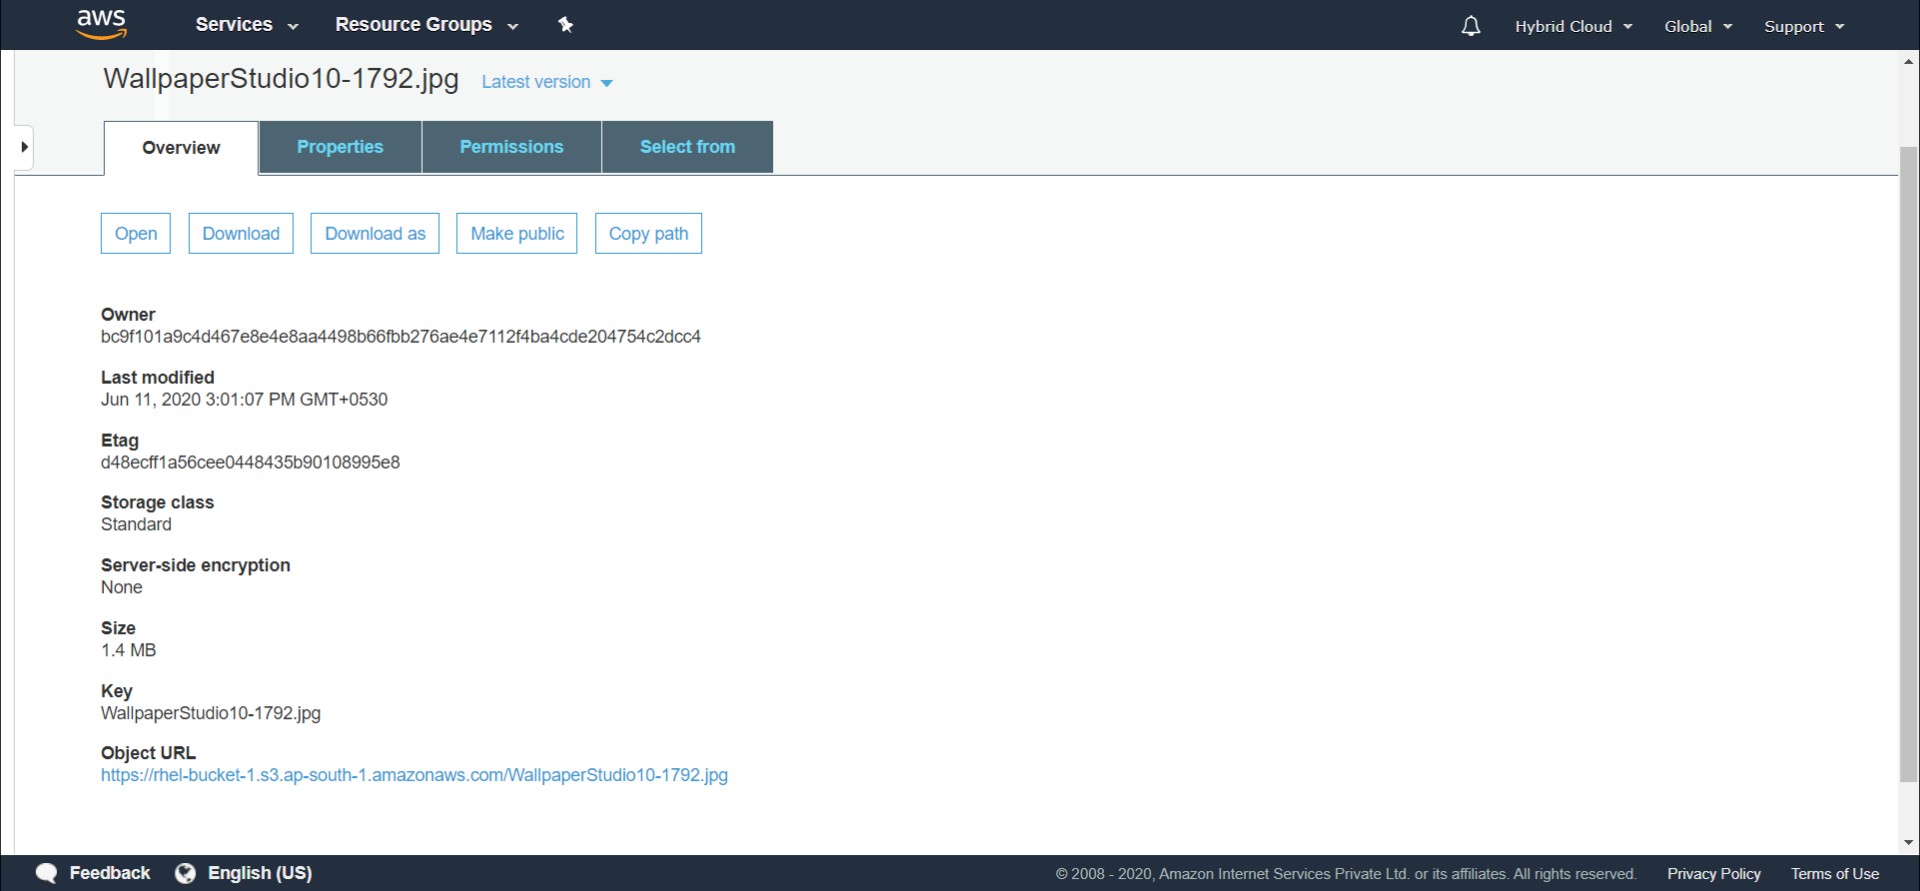 aws Services Resource Groups Hybrid Cloud Global Support
WallpaperStudio10-1792.jpg Latest version
Overview Properties Permissions Select from
Open Download Download as Make public Copy path
Owner
bc9f101a9c4d467e8e4e8aa4498b66fbb276ae4e7112f4ba4cde204754c2dcc4
Last modified
Jun 11, 2020 3:01:07 PM GMT+0530
Etag
d48ecff1a56cee0448435b90108995e8
Storage class
Standard
Server-side encryption
None
Size
1.4 MB
Key
WallpaperStudio10-1792.jpg
Object URL
https://rhel-bucket-1.s3.ap-south-1.amazonaws.com/WallpaperStudio10-1792.jpg
Feedback English (US) © 2008 - 2020, Amazon Internet Services Private Ltd. or its affiliates. All rights reserved. Privacy Policy Terms of Use